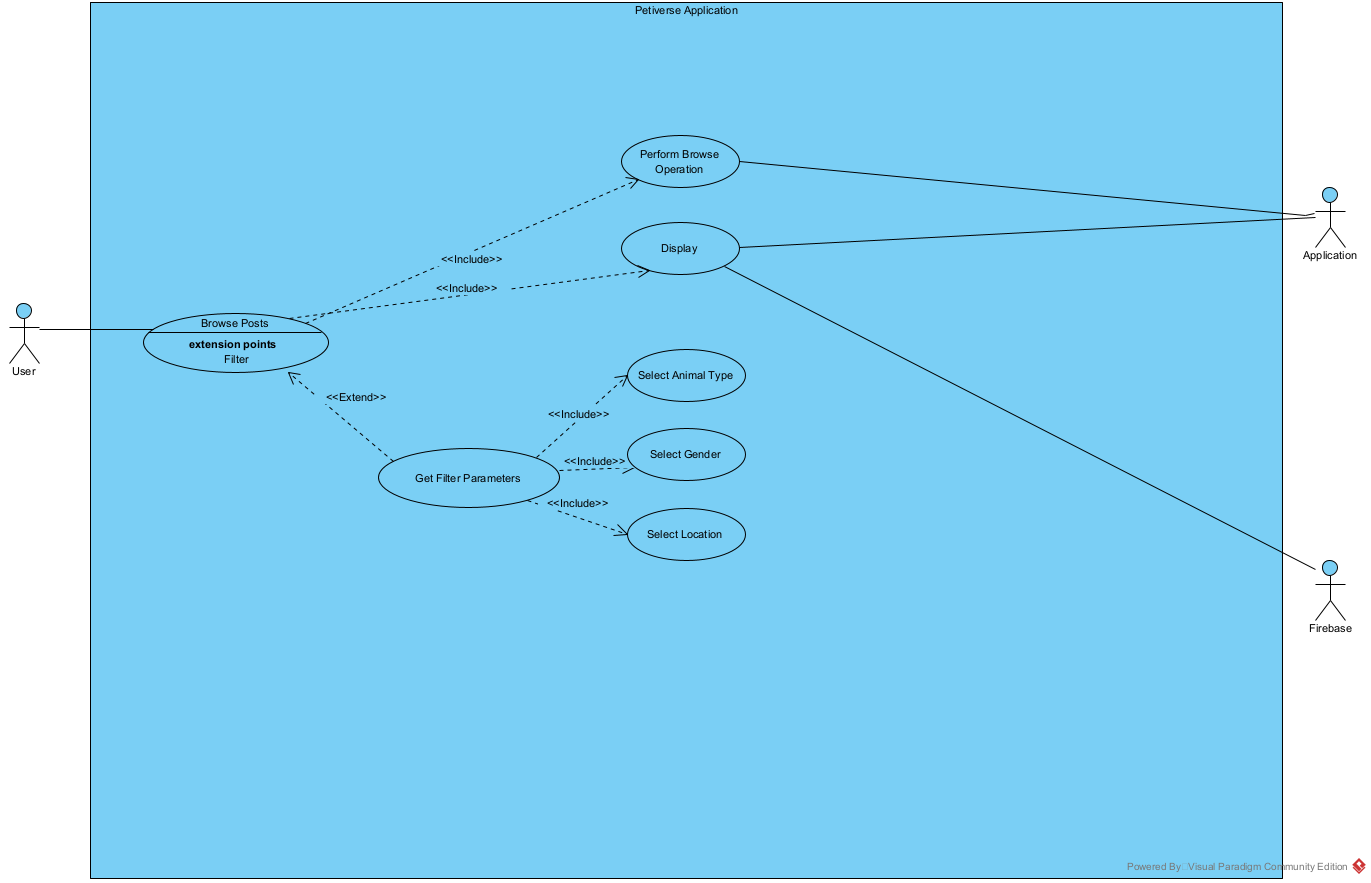 Petiverse Application
Perform Browse
Operation
Display
Application
<<Include>>
<<Include>>
User
Browse Posts
extension points
Filter
<<Extend>>
Select Animal Type
<<Include>>
Select Gender
<<Include>>
Get Filter Parameters
<<Include>>
Select Location
Firebase
Powered By Visual Paradigm Community Edition